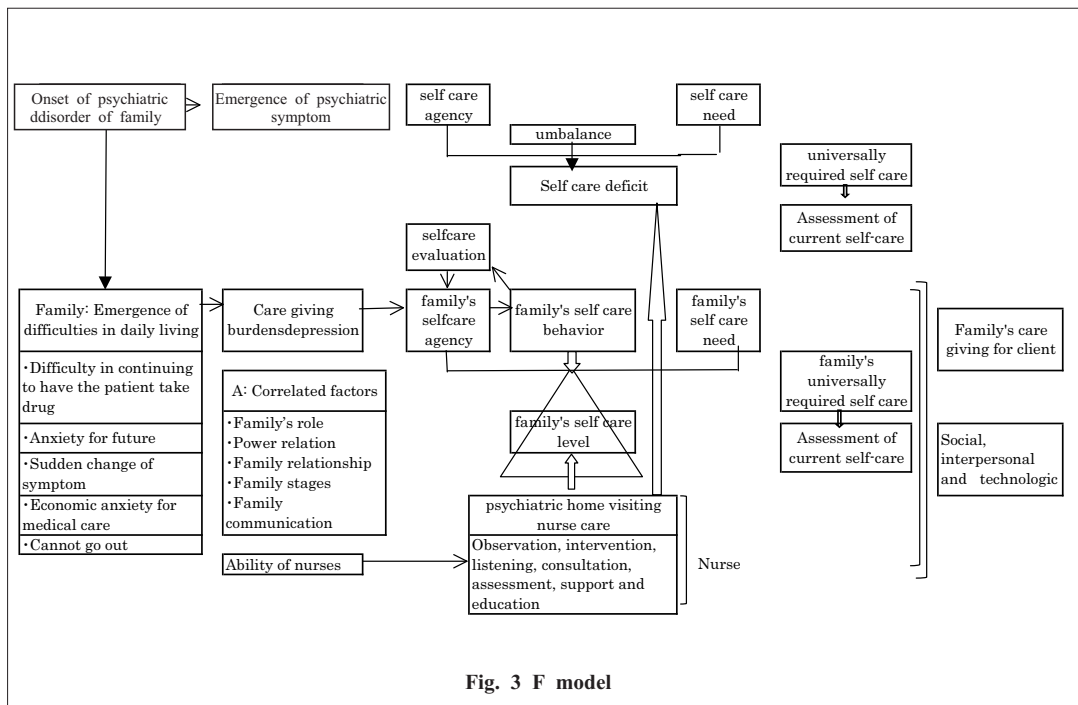 Onset of psychiatric
ddisorder of family
Emergence of psychiatric
symptom
self care
agency
self care
need
umbalance
Self care deficit
universally
required self care
Assessment of
current self-care
selfcare
evaluation
Family: Emergence of
difficulties in daily living
・Difficulty in continuing
to have the patient take
drug
・Anxiety for future
・Sudden change of
symptom
・Economic anxiety for
medical care
・Cannot go out
Care giving
burdensdepression
family's
selfcare
agency
family's self care
behavior
family's
self care
need
A: Correlated factors
・Family's role
・Power relation
・Family relationship
・Family stages
・Family
communication
family's self care
level
family's
universally
required self care
Assessment of
current self-care
Family's care
giving for client
Social,
interpersonal
and technologic
Ability of nurses
psychiatric home visiting
nurse care
Observation, intervention,
listening, consultation,
assessment, support and
education
Nurse
Fig. 3 F model